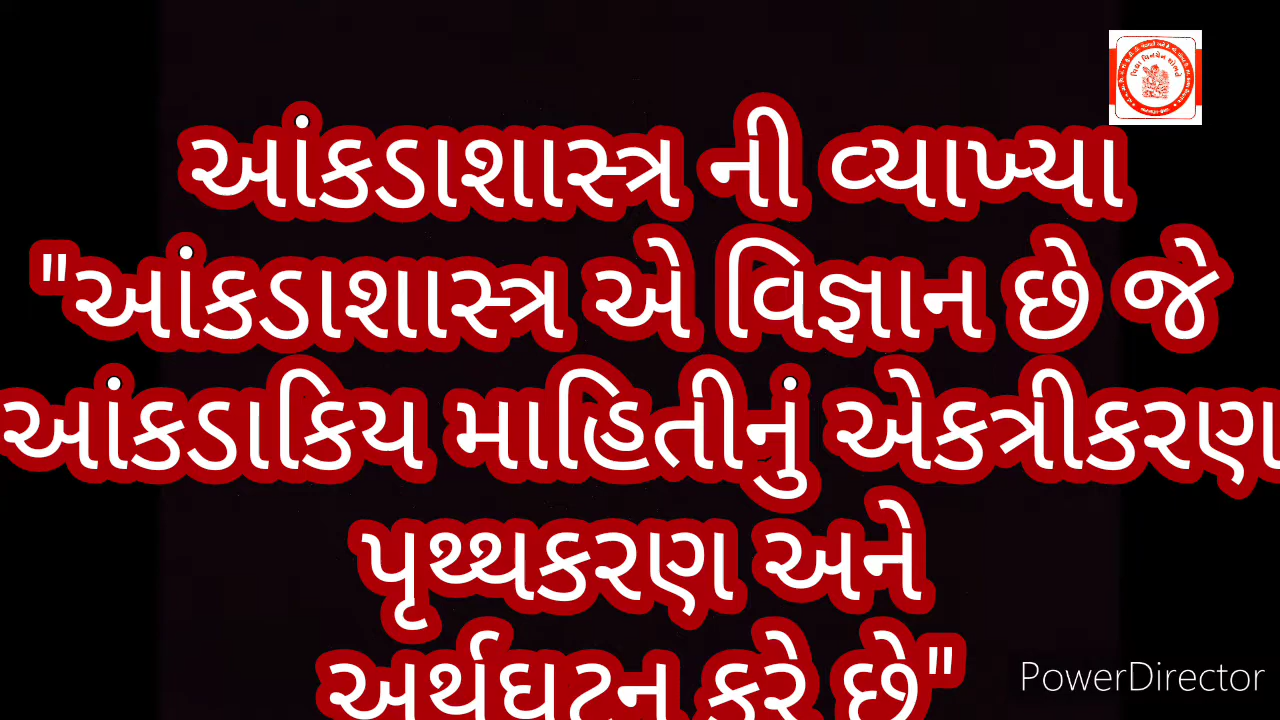 આંકડાશાસ્ત્ર ની વ્યાખ્યા
"આંકડાશાસ્ત્ર એ વિજ્ઞાન છે જે
આંકડાકિય માહિતીનું એકત્રીકરણ
પૃથ્થકરણ અને
અર્થઘટન કરે છે"
PowerDirector